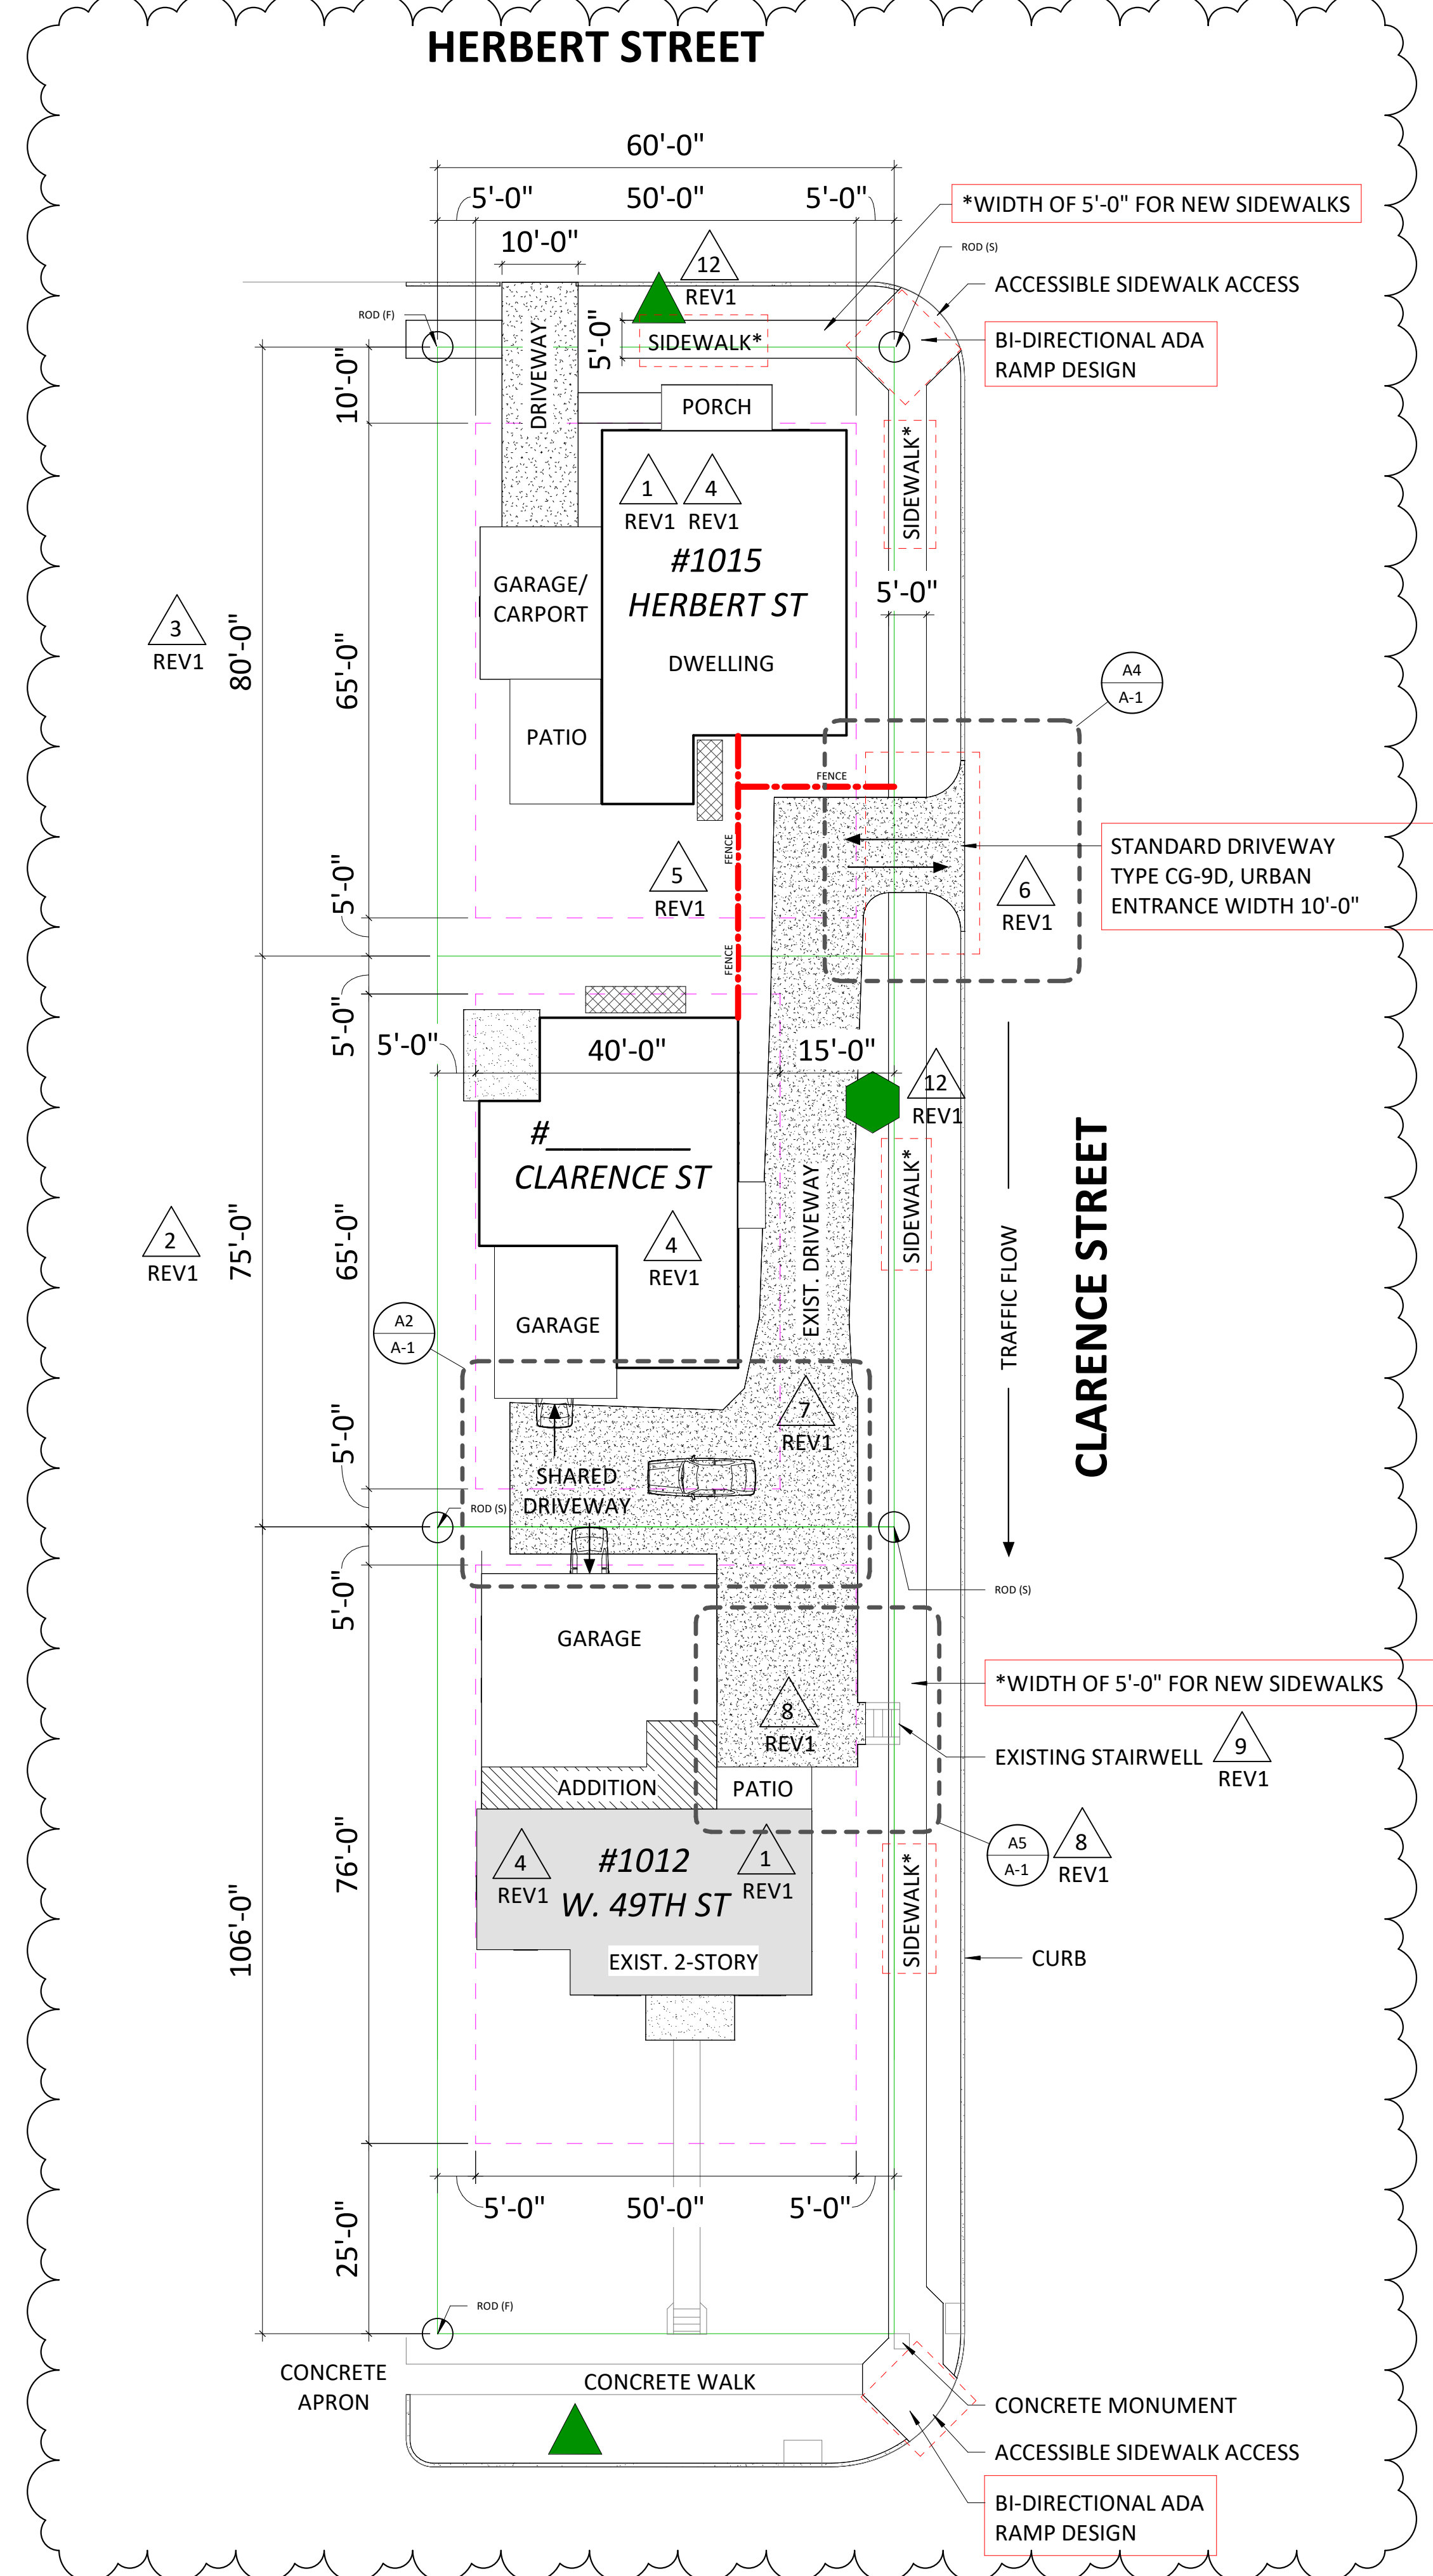 HERBERT STREET
60'-0"
5'-0"
50'-0"
5'-0"
*WIDTH OF 5'-0" FOR NEW SIDEWALKS
10'-0"
12
REV1
ROD (S)
ACCESSIBLE SIDEWALK ACCESS
ROD (F)
DRIVEWAY
5'-0"
SIDEWALK*
BI-DIRECTIONAL ADA
RAMP DESIGN
10'-0"
PORCH
SIDEWALK*
1
REV1
4
REV1
#1015
HERBERT ST
DWELLING
GARAGE/
CARPORT
5'-0"
3
REV1
80'-0"
65'-0"
A4
A-1
PATIO
FENCE
FENCE
STANDARD DRIVEWAY
TYPE CG-9D, URBAN
ENTRANCE WIDTH 10'-0"
5
REV1
6
REV1
5'-0"
FENCE
5'-0"
5'-0"
40'-0"
15'-0"
12
REV1
#_________
CLARENCE ST
SIDEWALK*
EXIST. DRIVEWAY
CLARENCE STREET
TRAFFIC FLOW
2
REV1
75'-0"
65'-0"
4
REV1
A2
A-1
GARAGE
7
REV1
5'-0"
SHARED
DRIVEWAY
ROD (S)
ROD (S)
5'-0"
GARAGE
*WIDTH OF 5'-0" FOR NEW SIDEWALKS
8
REV1
EXISTING STAIRWELL
9
REV1
ADDITION
PATIO
A5
A-1
8
REV1
4
REV1
#1012
W. 49TH ST
1
REV1
EXIST. 2-STORY
SIDEWALK*
76'-0"
106'-0"
CURB
5'-0"
50'-0"
5'-0"
25'-0"
ROD (F)
CONCRETE
APRON
CONCRETE WALK
CONCRETE MONUMENT
ACCESSIBLE SIDEWALK ACCESS
BI-DIRECTIONAL ADA
RAMP DESIGN